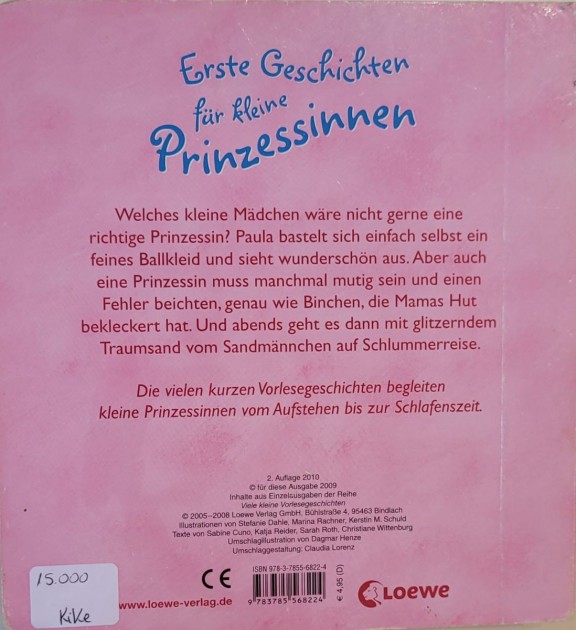 Erste Geschichten
für kleine
Prinzessinnen
Welches kleine Mädchen wäre nicht gerne eine
richtige Prinzessin? Paula bastelt sich einfach selbst ein
feines Ballkleid und sieht wunderschön aus. Aber auch
eine Prinzessin muss manchmal mutig sein und einen
Fehler beichten, genau wie Binchen, die Mamas Hut
bekleckert hat. Und abends geht es dann mit glitzerndem
Traumsand vom Sandmännchen auf Schlummerreise.
Die vielen kurzen Vorlesegeschichten begleiten
kleine Prinzessinnen vom Aufstehen bis zur Schlafenszeit.
2. Auflage 2010
© für diese Ausgabe 2009
Inhalte aus Einzelausgaben der Reihe
Viele kleine Vorlesegeschichten
© 2005–2008 Loewe Verlag GmbH, Bühlstraße 4, 95463 Bindlach
Illustrationen von Stefanie Dahle, Marina Rachner, Kerstin M. Schuld
Texte von Sabine Cuno, Katja Reider, Sarah Roth, Christiane Wittenburg
Umschlagillustration von Dagmar Henze
Umschlaggestaltung: Claudia Lorenz
ISBN 978-3-7855-6822-4
CE
9 783785 568224
€ 4,95 (D)
Loewe
www.loewe-verlag.de
15.000
Kike